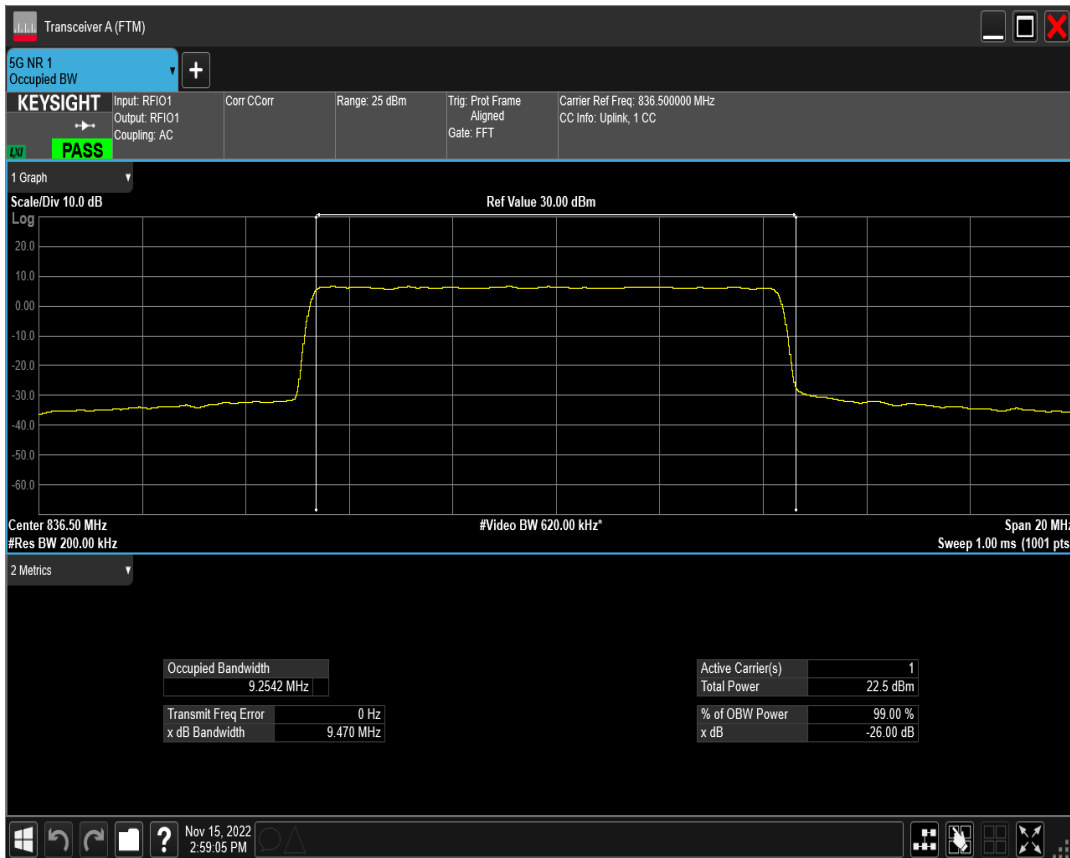 Transceiver A (FTM)
5G NR 1
Occupied BW
+
KEYSIGHT
LXI
PASS
Input: RFIO1
Output: RFIO1
Coupling: AC
Corr CCorr
Range: 25 dBm
Trig: Prot Frame
Aligned
Gate: FFT
Carrier Ref Freq: 836.500000 MHz
CC Info: Uplink, 1 CC
1 Graph
Scale/Div 10.0 dB
Ref Value 30.00 dBm
Log
20.0
10.0
0.00
-10.0
-20.0
-30.0
-40.0
-50.0
-60.0
Center 836.50 MHz
#Video BW 620.00 kHz*
Span 20 MHz
#Res BW 200.00 kHz
Sweep 1.00 ms (1001 pts
2 Metrics
Occupied Bandwidth
9.2542 MHz
Transmit Freq Error 0 Hz
x dB Bandwidth 9.470 MHz
Active Carrier(s) 1
Total Power 22.5 dBm
% of OBW Power 99.00 %
x dB -26.00 dB
?
Nov 15, 2022
2:59:05 PM